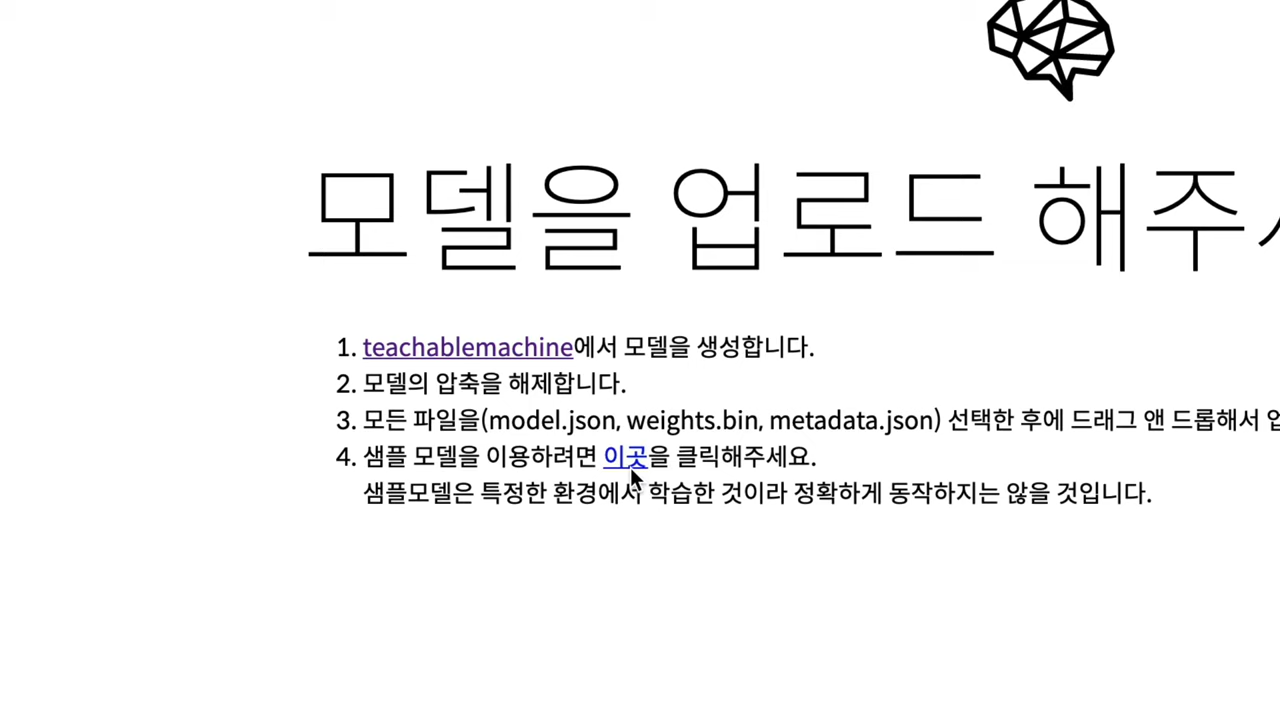 모델을 업로드 해주
1. teachablemachine에서 모델을 생성합니다.
2. 모델의 압축을 해제합니다.
3. 모든 파일을(model.json, weights.bin, metadata.json) 선택한 후에 드래그 앤 드롭해서
4. 샘플 모델을 이용하려면 이곳을 클릭해주세요.
샘플모델은 특정한 환경에서 학습한 것이라 정확하게 동작하지는 않을 것입니다.